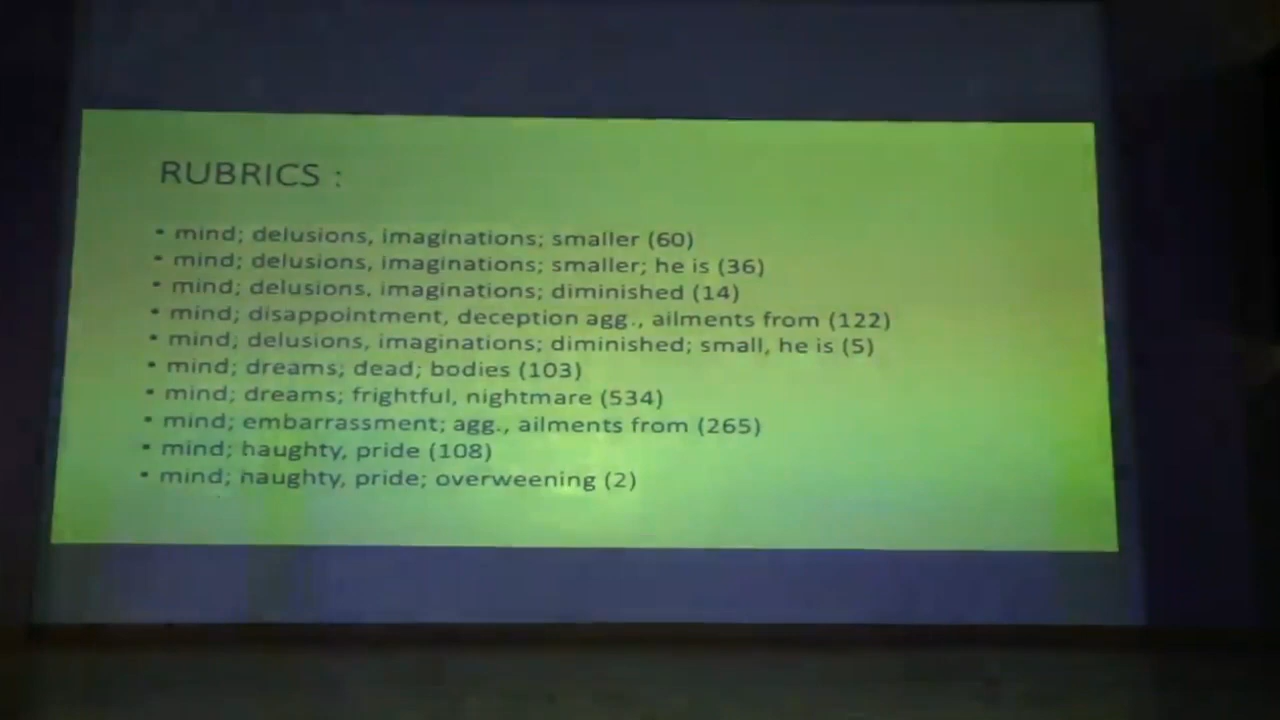 RUBRICS :
• mind; delusions, imaginations; smaller (60)
• mind; delusions, imaginations; smaller; he is (36)
• mind; delusions, imaginations; diminished (14)
• mind; disappointment, deception agg., ailments from (122)
• mind; delusions, imaginations; diminished; small, he is (5)
• mind; dreams; dead; bodies (103)
• mind; dreams; frightful, nightmare (534)
• mind; embarrassment; agg., ailments from (265)
• mind; haughty, pride (108)
• mind; haughty, pride; overweening (2)